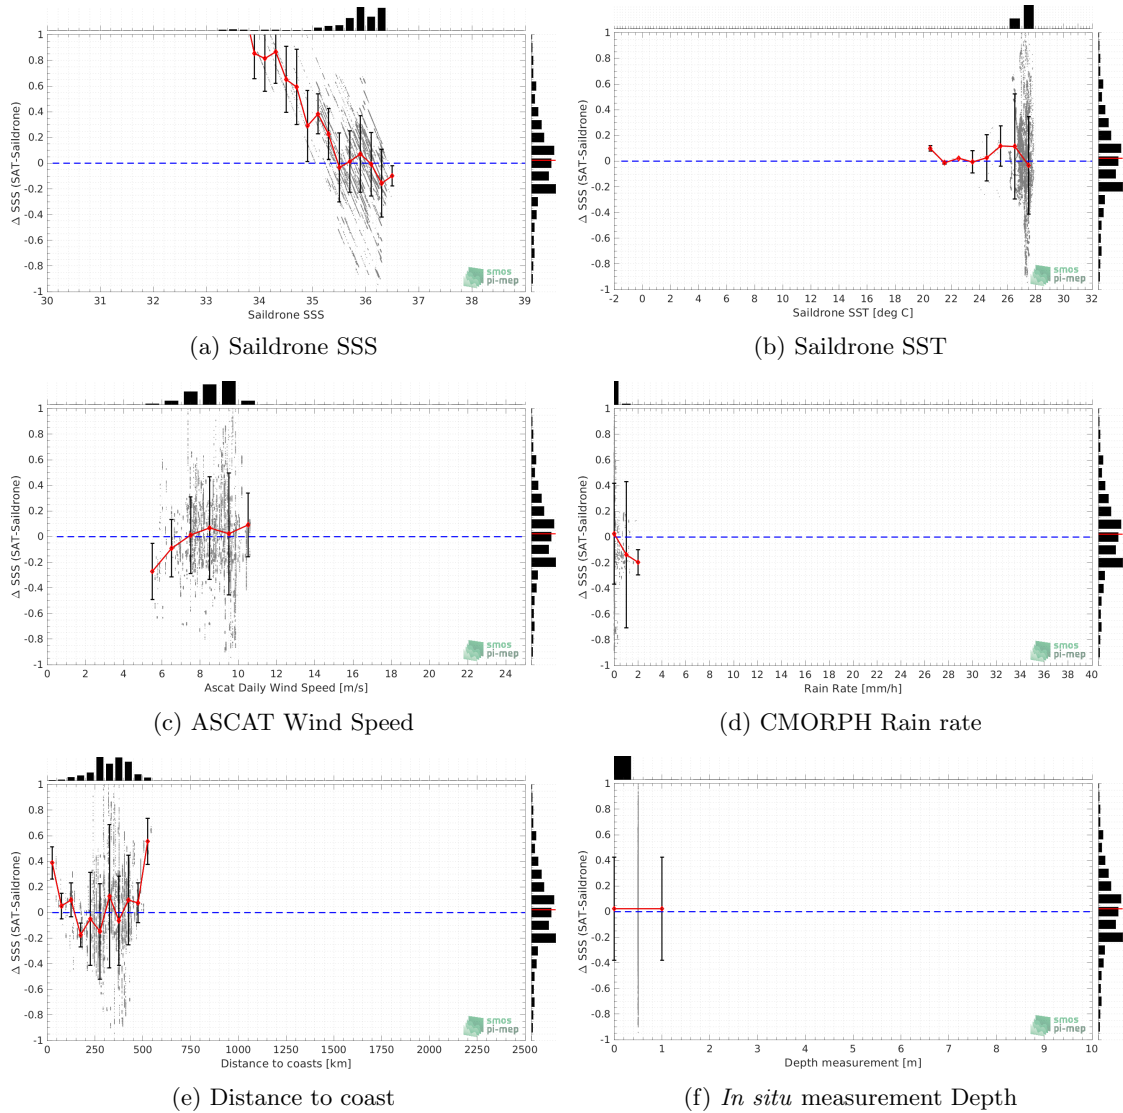 Δ SSS (SAT-Saildrone)
1
0.8
0.6
0.4
0.2
0
-0.2
-0.4
-0.6
-0.8
-1
30 31 32 33 34 35 36 37 38 39
Saildrone SSS
smos
pi-mep
(a) Saildrone SSS
Δ SSS (SAT-Saildrone)
1
0.8
0.6
0.4
0.2
0
-0.2
-0.4
-0.6
-0.8
-1
-2 0 2 4 6 8 10 12 14 16 18 20 22 24 26 28 30 32
Saildrone SST [deg C]
smos
pi-mep
(b) Saildrone SST
Δ SSS (SAT-Saildrone)
1
0.8
0.6
0.4
0.2
0
-0.2
-0.4
-0.6
-0.8
-1
0 2 4 6 8 10 12 14 16 18 20 22 24
Ascat Daily Wind Speed [m/s]
smos
pi-mep
(c) ASCAT Wind Speed
Δ SSS (SAT-Saildrone)
1
0.8
0.6
0.4
0.2
0
-0.2
-0.4
-0.6
-0.8
-1
0 2 4 6 8 10 12 14 16 18 20 22 24 26 28 30 32 34 36 38 40
Rain Rate [mm/h]
smos
pi-mep
(d) CMORPH Rain rate
Δ SSS (SAT-Saildrone)
1
0.8
0.6
0.4
0.2
0
-0.2
-0.4
-0.6
-0.8
-1
0 250 500 750 1000 1250 1500 1750 2000 2250 2500
Distance to coasts [km]
smos
pi-mep
(e) Distance to coast
Δ SSS (SAT-Saildrone)
1
0.8
0.6
0.4
0.2
0
-0.2
-0.4
-0.6
-0.8
-1
0 1 2 3 4 5 6 7 8 9 10
Depth measurement [m]
smos
pi-mep
(f) In situ measurement Depth